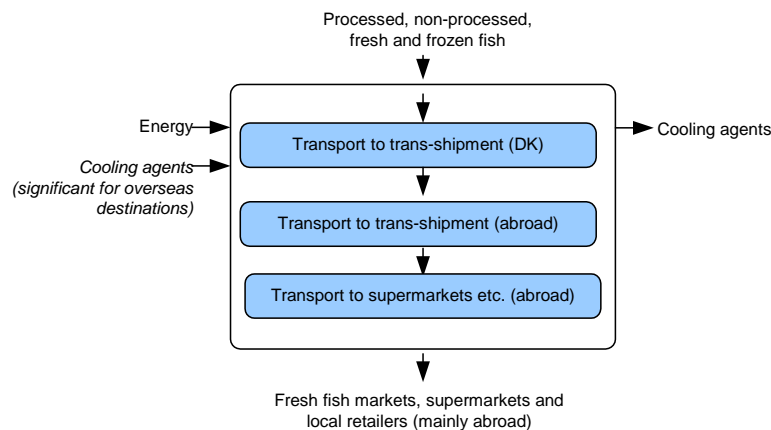 Processed, non-processed,
fresh and frozen fish
Energy
Transport to trans-shipment (DK)
Cooling agents
Cooling agents
(significant for overseas
destinations)
Transport to trans-shipment (abroad)
Transport to supermarkets etc. (abroad)
Fresh fish markets, supermarkets and
local retailers (mainly abroad)